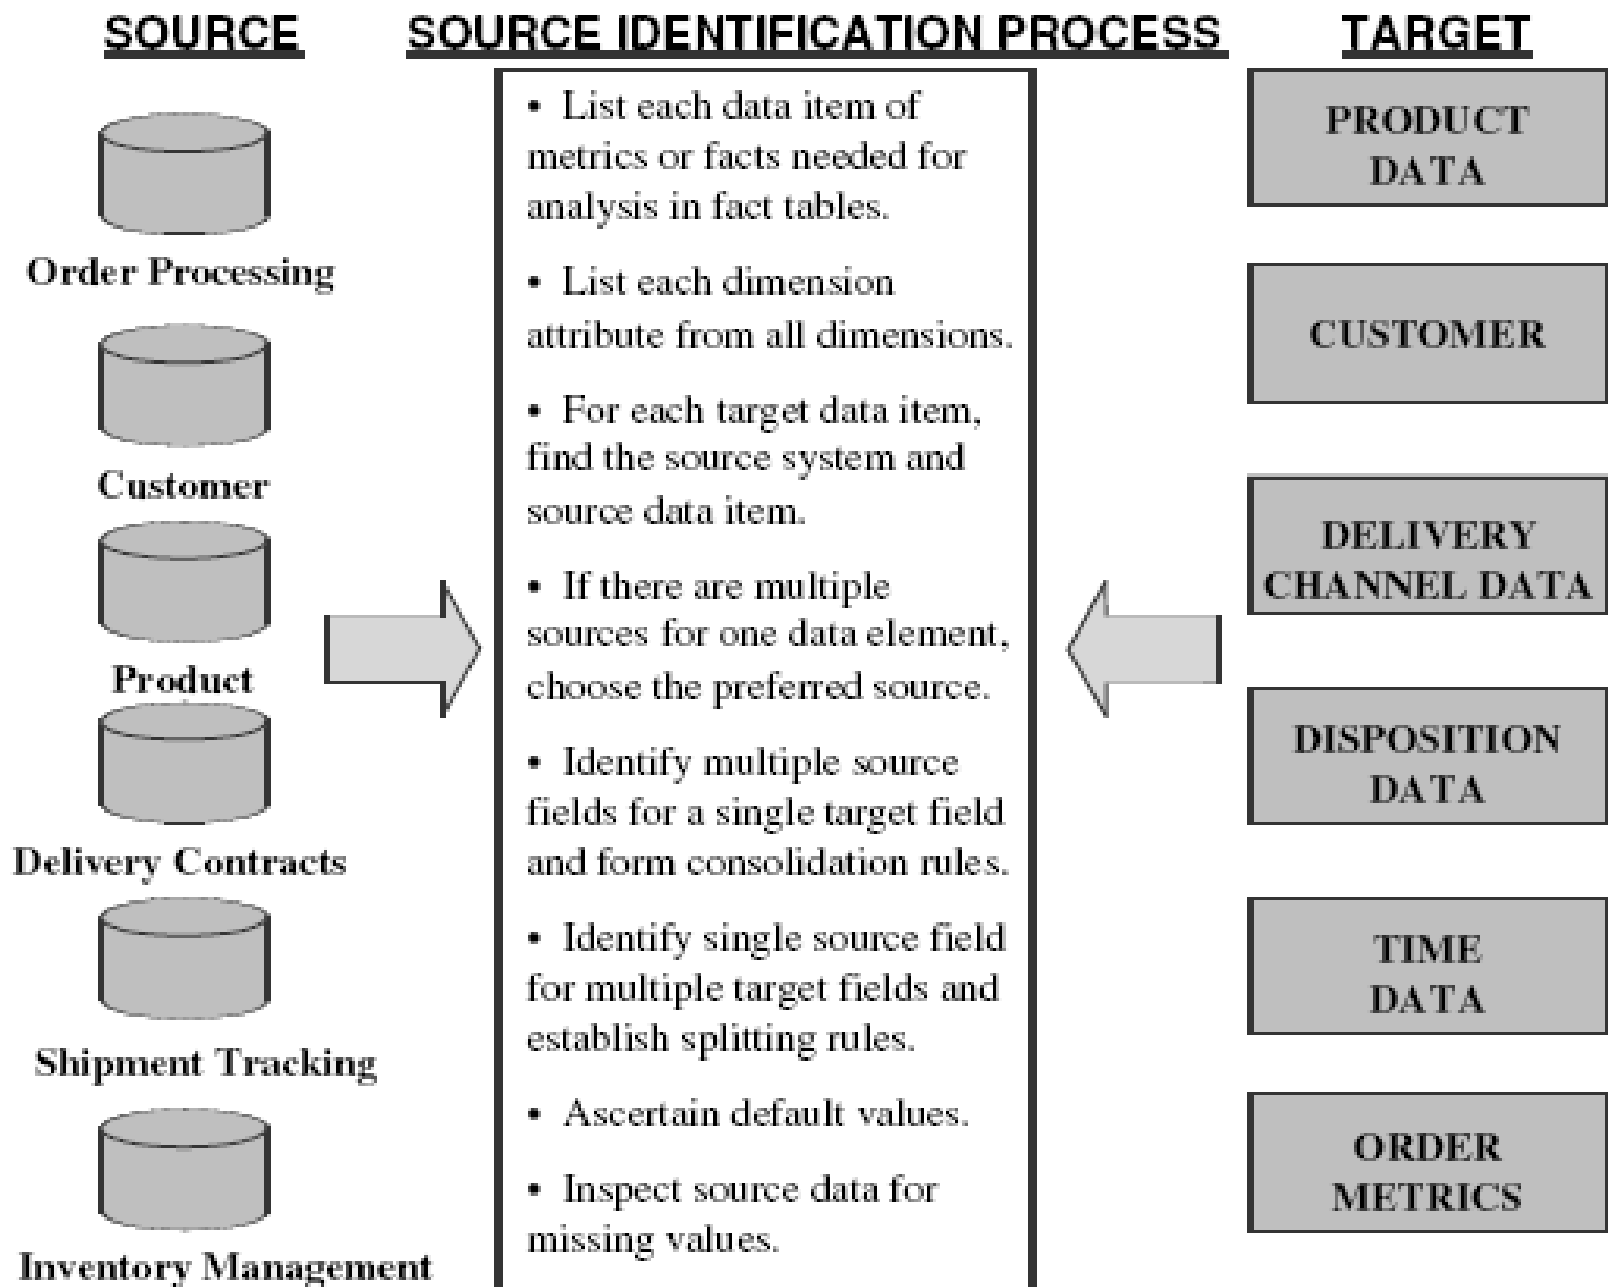 SOURCE
Order Processing
Customer
Product
Delivery Contracts
Shipment Tracking
Inventory Management
SOURCE IDENTIFICATION PROCESS
• List each data item of
metrics or facts needed for
analysis in fact tables.
• List each dimension
attribute from all dimensions.
• For each target data item,
find the source system and
source data item.
• If there are multiple
sources for one data element,
choose the preferred source.
• Identify multiple source
fields for a single target field
and form consolidation rules.
• Identify single source field
for multiple target fields and
establish splitting rules.
• Ascertain default values.
• Inspect source data for
missing values.
TARGET
PRODUCT
DATA
CUSTOMER
DELIVERY
CHANNEL DATA
DISPOSITION
DATA
TIME
DATA
ORDER
METRICS